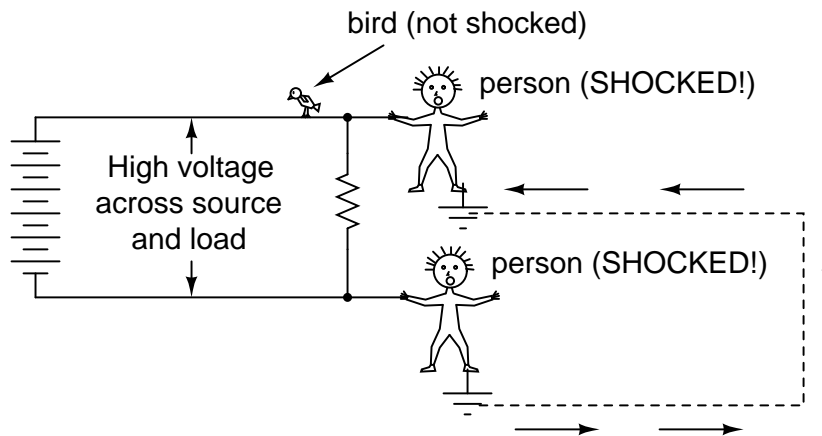 bird (not shocked)
person (SHOCKED!)
High voltage
across source
and load
person (SHOCKED!)